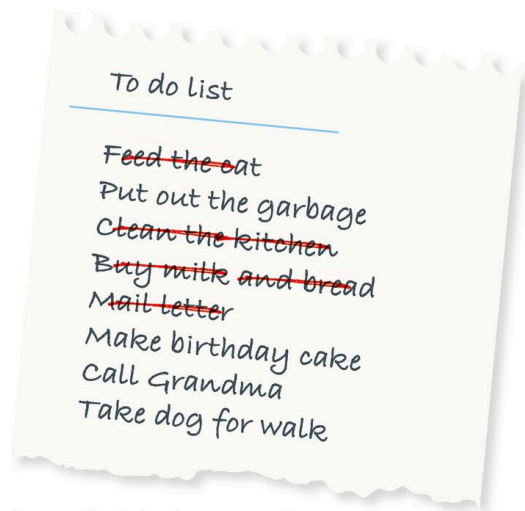 To do list
Feed the cat
Put out the garbage
Clean the kitchen
Buy milk and bread
Mail letter
Make birthday cake
Call Grandma
Take dog for walk